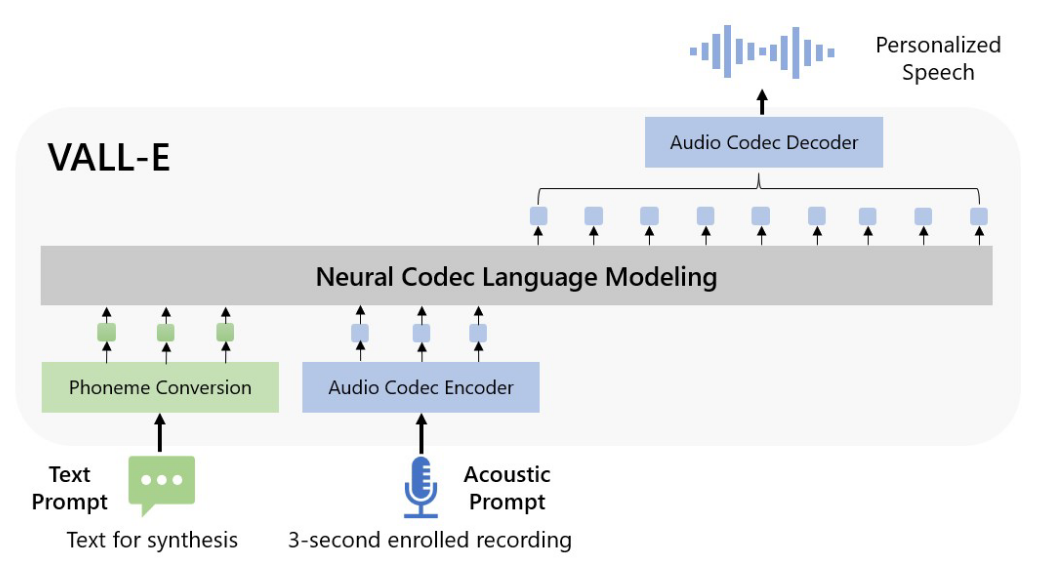 Personalized
Speech
Audio Codec Decoder
VALL-E
Neural Codec Language Modeling
Phoneme Conversion
Audio Codec Encoder
Text
Prompt
Acoustic
Prompt
Text for synthesis
3-second enrolled recording